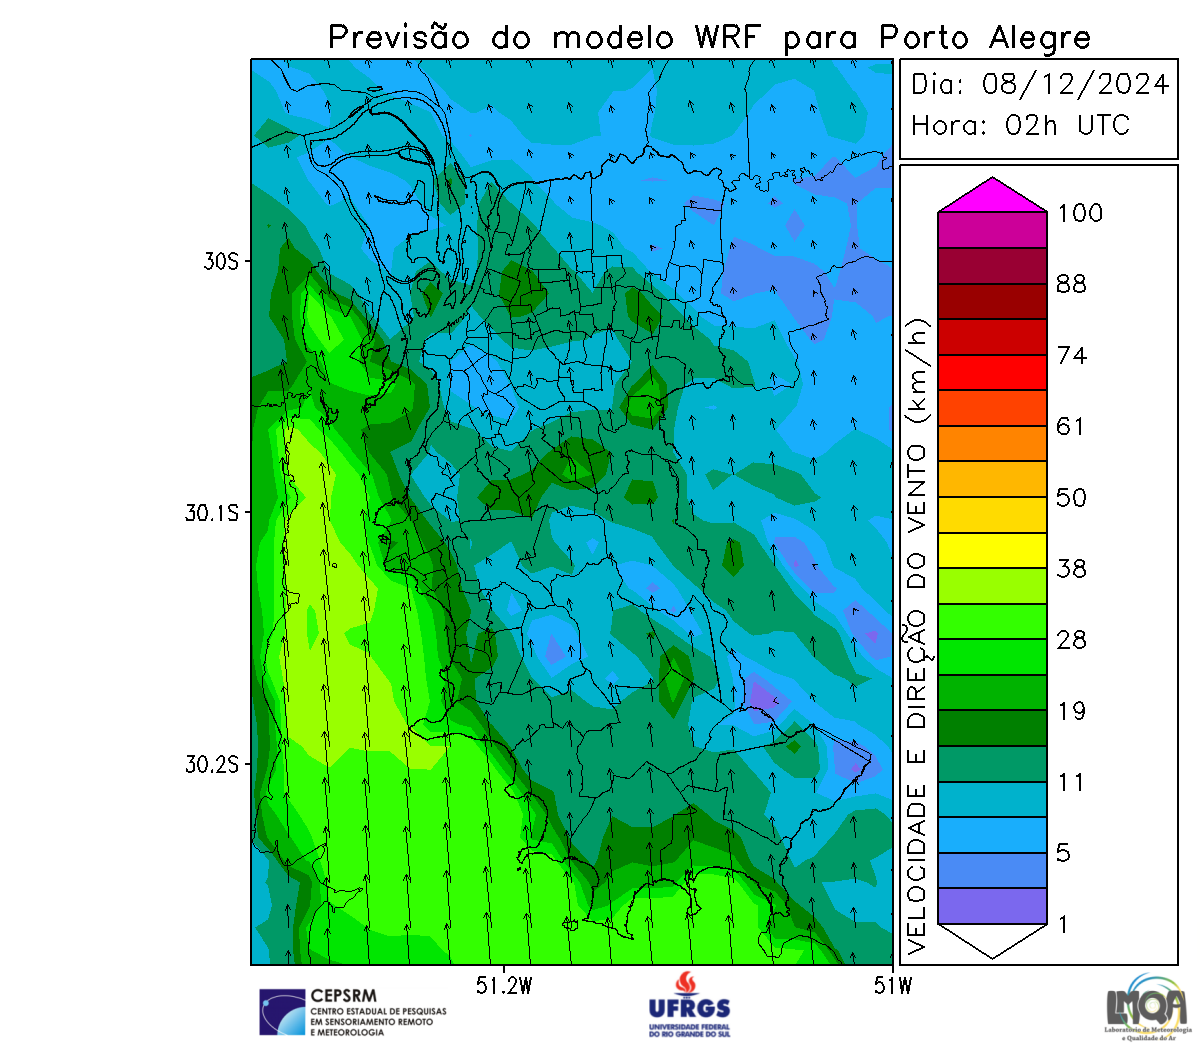 Previsão do modelo WRF para Porto Alegre
Dia: 08/12/2024
Hora: 02h UTC
30S
30.1S
30.2S
51.2W
51W
VELOCIDADE E DIREÇÃO DO VENTO (km/h)
100
88
74
61
50
38
28
19
11
5
1
CEPSRM
CENTRO ESTADUAL DE PESQUISAS
EM SENSORIAMENTO REMOTO
E METEOROLOGIA
UFRGS
UNIVERSIDADE FEDERAL
DO RIO GRANDE DO SUL
LMQA
Laboratório de Meteorologia
e Qualidade do Ar